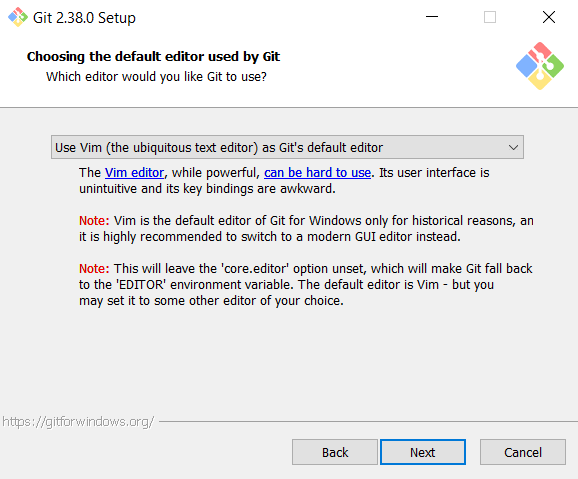 Git 2.38.0 Setup
Choosing the default editor used by Git
Which editor would you like Git to use?
Use Vim (the ubiquitous text editor) as Git's default editor
The Vim editor, while powerful, can be hard to use. Its user interface is
unintuitive and its key bindings are awkward.
Note: Vim is the default editor of Git for Windows only for historical reasons, an
it is highly recommended to switch to a modern GUI editor instead.
Note: This will leave the 'core.editor' option unset, which will make Git fall back
to the 'EDITOR' environment variable. The default editor is Vim - but you
may set it to some other editor of your choice.
https://gitforwindows.org/
Back Next Cancel